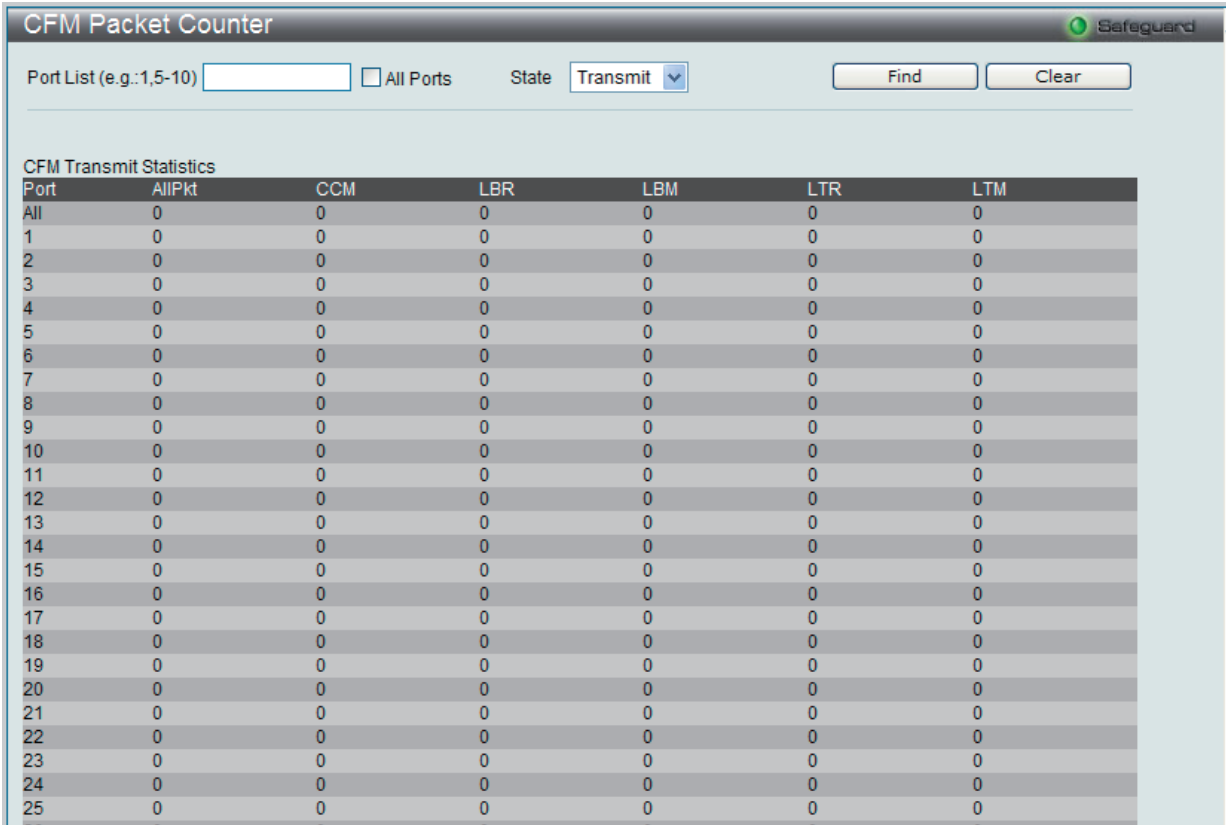 CFM Packet Counter Safeguard
Port List (e.g.:1,5-10) All Ports State Transmit Find Clear
CFM Transmit Statistics
Port AllPkt CCM LBR LBM LTR LTM
All 0 0 0 0 0 0
1 0 0 0 0 0 0
2 0 0 0 0 0 0
3 0 0 0 0 0 0
4 0 0 0 0 0 0
5 0 0 0 0 0 0
6 0 0 0 0 0 0
7 0 0 0 0 0 0
8 0 0 0 0 0 0
9 0 0 0 0 0 0
10 0 0 0 0 0 0
11 0 0 0 0 0 0
12 0 0 0 0 0 0
13 0 0 0 0 0 0
14 0 0 0 0 0 0
15 0 0 0 0 0 0
16 0 0 0 0 0 0
17 0 0 0 0 0 0
18 0 0 0 0 0 0
19 0 0 0 0 0 0
20 0 0 0 0 0 0
21 0 0 0 0 0 0
22 0 0 0 0 0 0
23 0 0 0 0 0 0
24 0 0 0 0 0 0
25 0 0 0 0 0 0